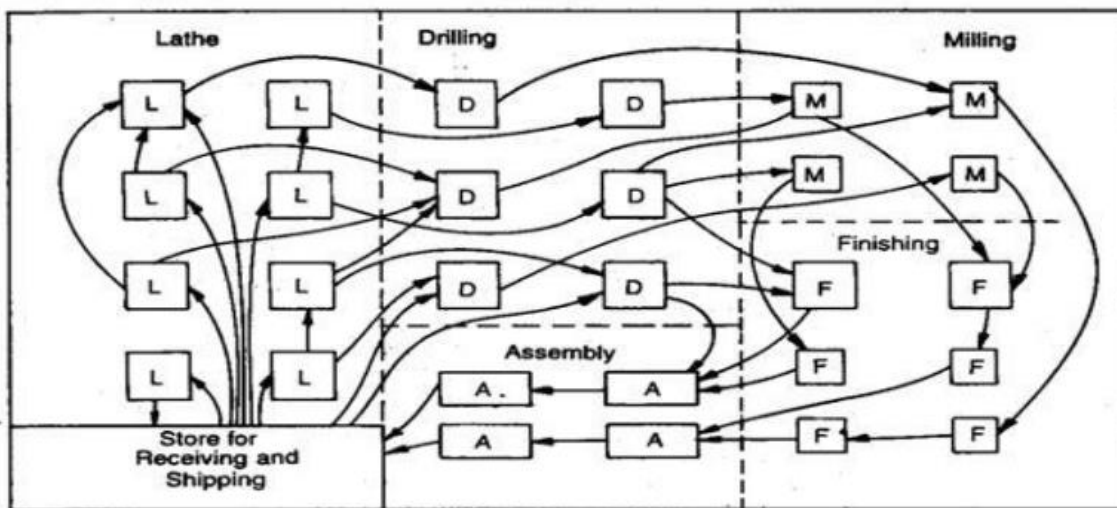 Lathe Drilling Milling
L L D D M M
L L D D M M
Finishing
L L D D F F
Assembly
L L A A F F
A A F F
Store for
Receiving and
Shipping